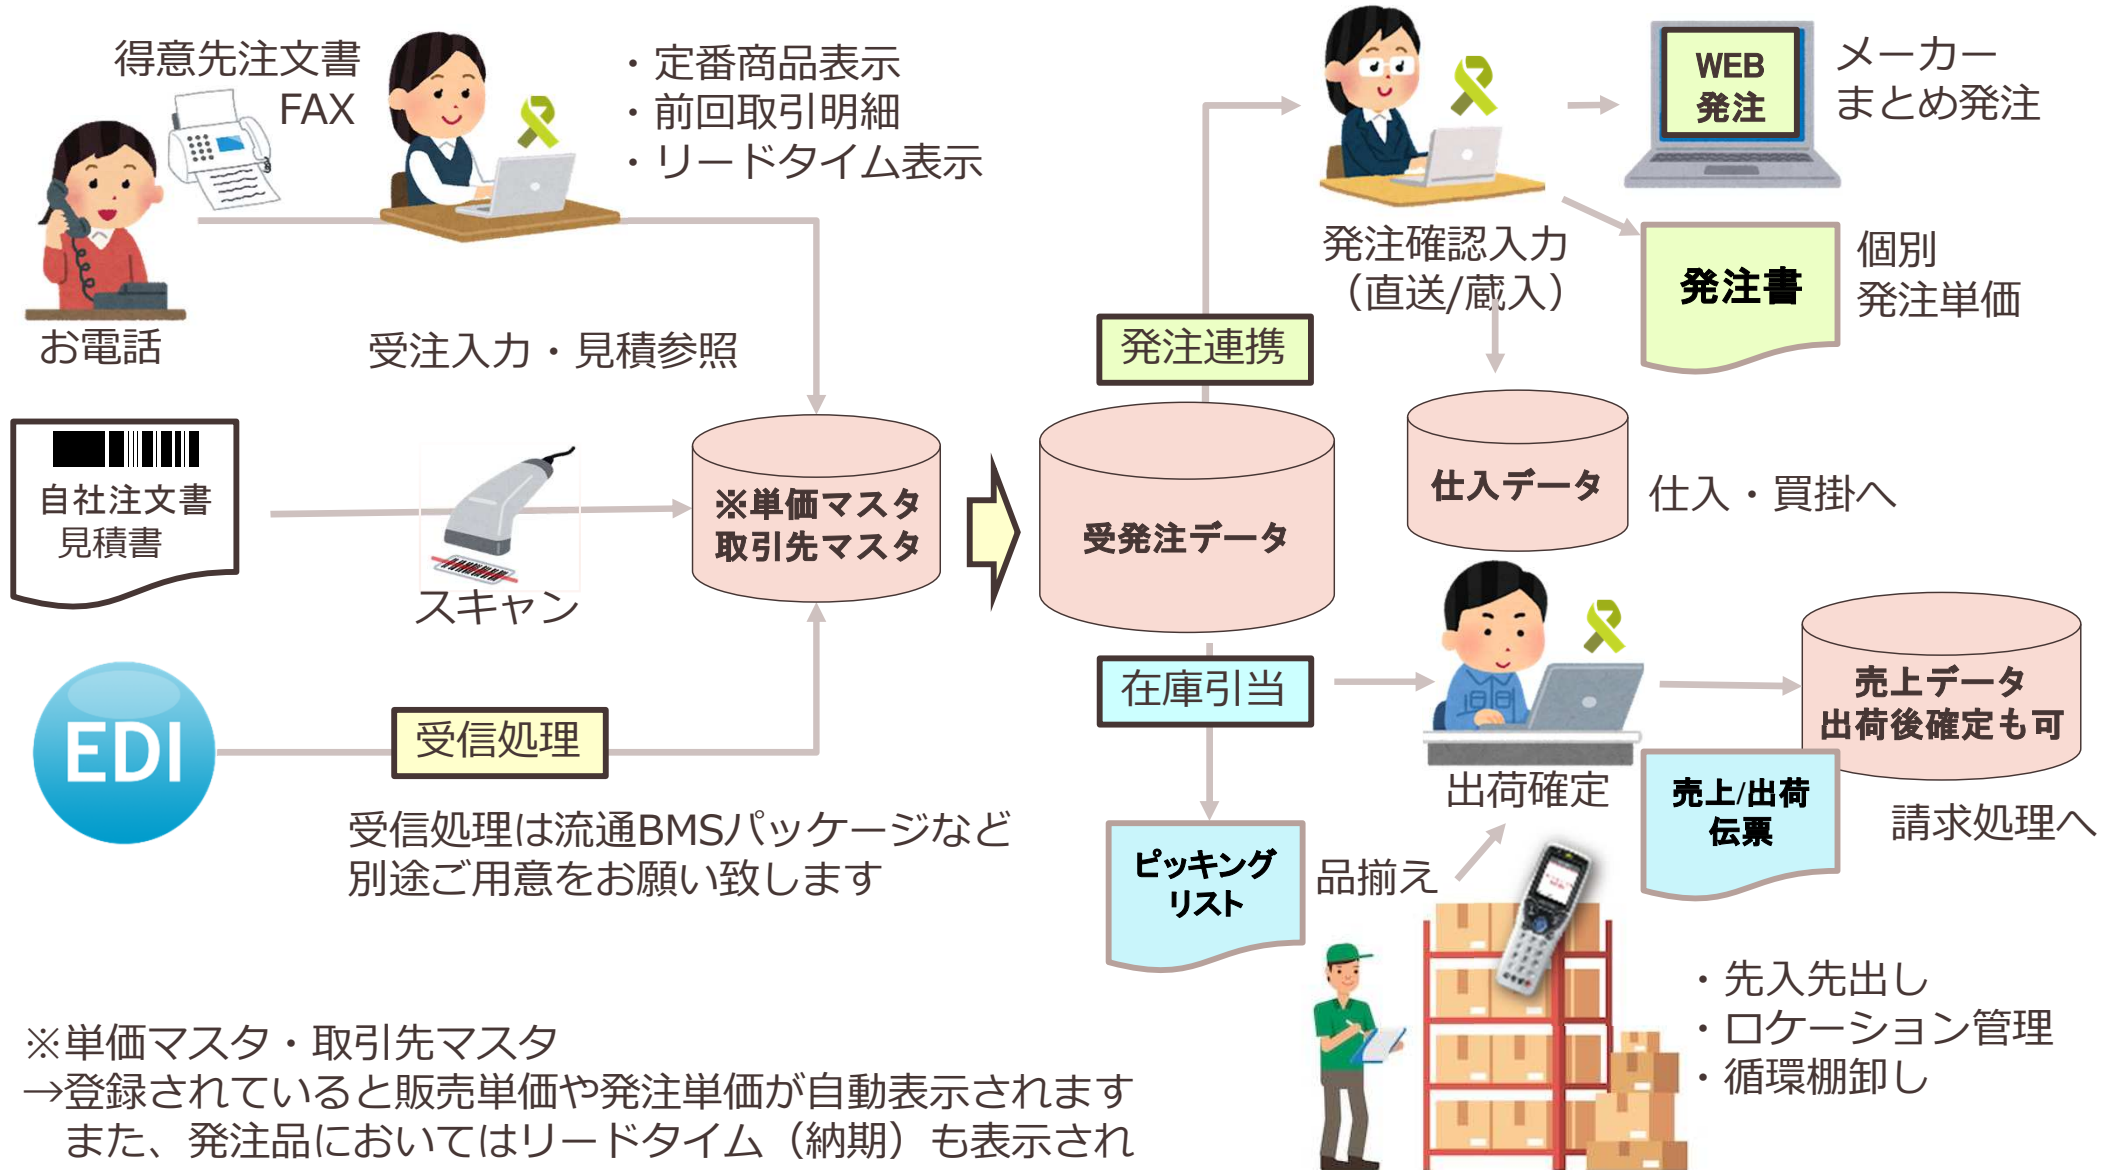 得意先注文書
FAX
・定番商品表示
・前回取引明細
・リードタイム表示
お電話
受注入力・見積参照
自社注文書
見積書
スキャン
※単価マスタ
取引先マスタ
EDI
受信処理
受信処理は流通BMSパッケージなど
別途ご用意をお願い致します
受発注データ
発注連携
発注確認入力
（直送/蔵入）
WEB
発注
メーカー
まとめ発注
発注書
個別
発注単価
仕入データ
仕入・買掛へ
在庫引当
出荷確定
売上データ
出荷後確定も可
売上/出荷
伝票
請求処理へ
ピッキング
リスト
品揃え
・先入先出し
・ロケーション管理
・循環棚卸し
※単価マスタ・取引先マスタ
→登録されていると販売単価や発注単価が自動表示されます
また、発注品においてはリードタイム（納期）も表示され